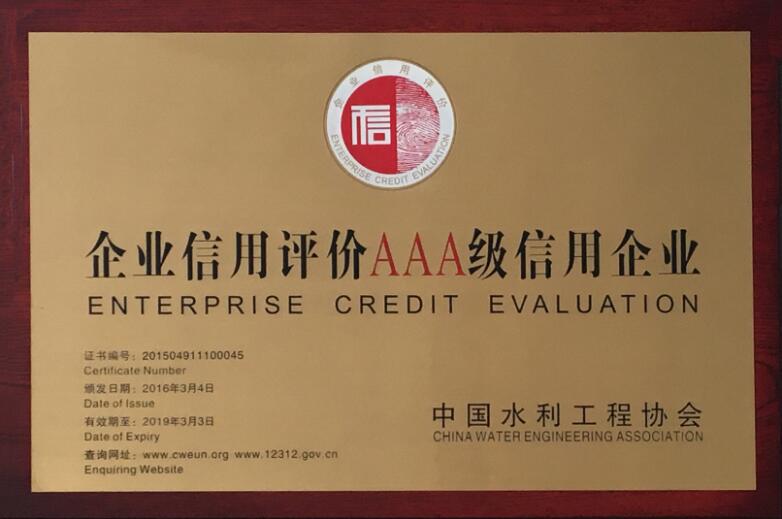 企业信用评价
信
ENTERPRISE CREDIT EVALUATION
企业信用评价AAA级信用企业
ENTERPRISE CREDIT EVALUATION
证书编号：201504911100045
Certificate Number
颁发日期：2016年3月4日
Date of Issue
有效期至：2019年3月3日
Date of Expiry
查询网址：www.cweun.org www.12312.gov.cn
Enquiring Website
中国水利工程协会
CHINA WATER ENGINEERING ASSOCIATION